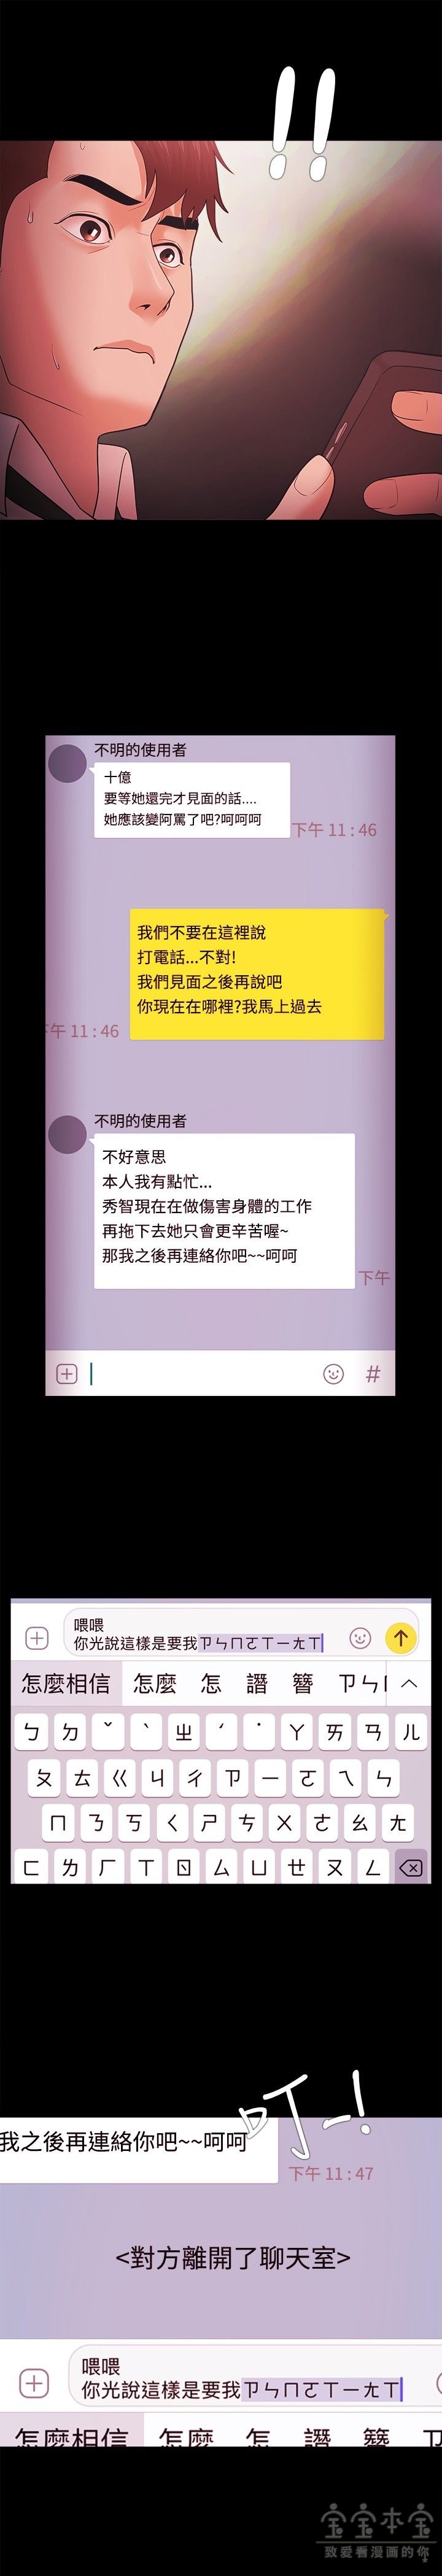 !!
不明的使用者
十億
要等她還完才見面的話....
她應該變阿罵了吧?呵呵呵
下午 11:46
我們不要在這裡說
打電話...不對!
我們見面之後再說吧
你現在在哪裡?我馬上過去
午 11:46
不明的使用者
不好意思
本人我有點忙...
秀智現在在做傷害身體的工作
再拖下去她只會更辛苦喔~
那我之後再連絡你吧~~呵呵
下午
#
喂喂
你光說這樣是要我ㄗㄣㄇㄛㄒㄧㄤㄒ
怎麼相信 怎麼 怎 譖 簪 ㄗㄣ
ㄅ ㄉ ˇ ˋ ㄓ ˊ ˙ ㄚ ㄞ ㄢ ㄦ
ㄆ ㄊ ㄍ ㄐ ㄔ ㄗ ㄧ ㄛ ㄟ ㄣ
ㄇ ㄋ ㄎ ㄑ ㄕ ㄘ ㄨ ㄜ ㄠ ㄤ
ㄈ ㄌ ㄏ ㄒ ㄖ ㄙ ㄩ ㄝ ㄡ ㄥ
叮-!
我之後再連絡你吧~~呵呵
下午 11:47
<對方離開了聊天室>
喂喂
你光說這樣是要我ㄗㄣㄇㄛㄒㄧㄤㄒ
怎麼相信 怎麼 怎 譖 簪 ㄗ
宝宝本宝
致爱看漫画的你